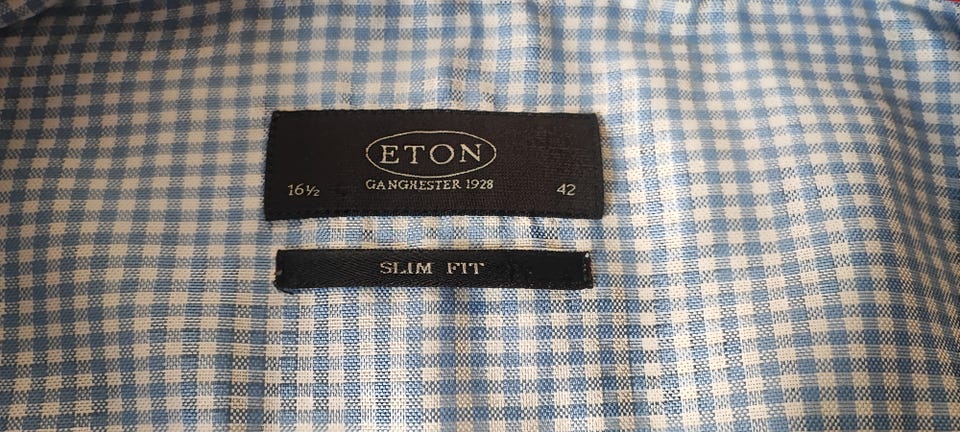 ETON
16½ GANGHESTER 1928 42
SLIM FIT